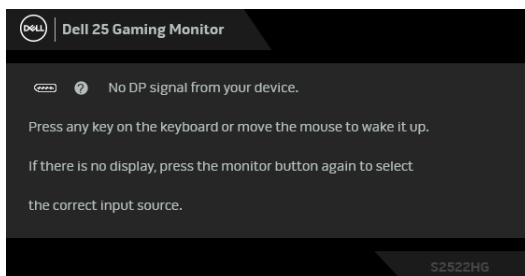 DELL
Dell 25 Gaming Monitor
No DP signal from your device.
Press any key on the keyboard or move the mouse to wake it up.
If there is no display, press the monitor button again to select
the correct input source.
S2522HG